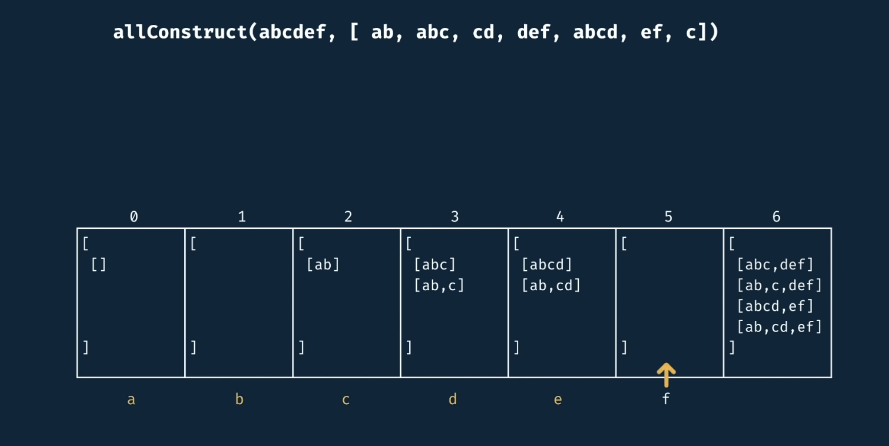 allConstruct(abcdef, [ ab, abc, cd, def, abcd, ef, c])
0 1 2 3 4 5 6
[ [ [ [ [ [ [
[] [ab] [abc] [abcd] [abc,def]
[ab,c] [ab,cd] [ab,c,def]
[abcd,ef]
[ab,cd,ef]
] ] ] ] ] ] ]
a b c d e f